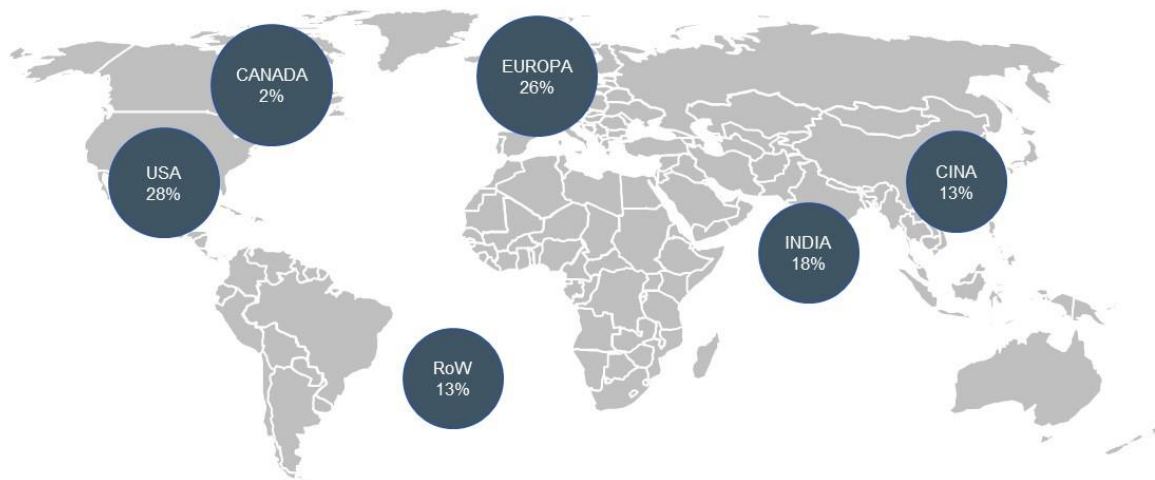 CANADA
2%
EUROPA
26%
USA
28%
CINA
13%
INDIA
18%
RoW
13%